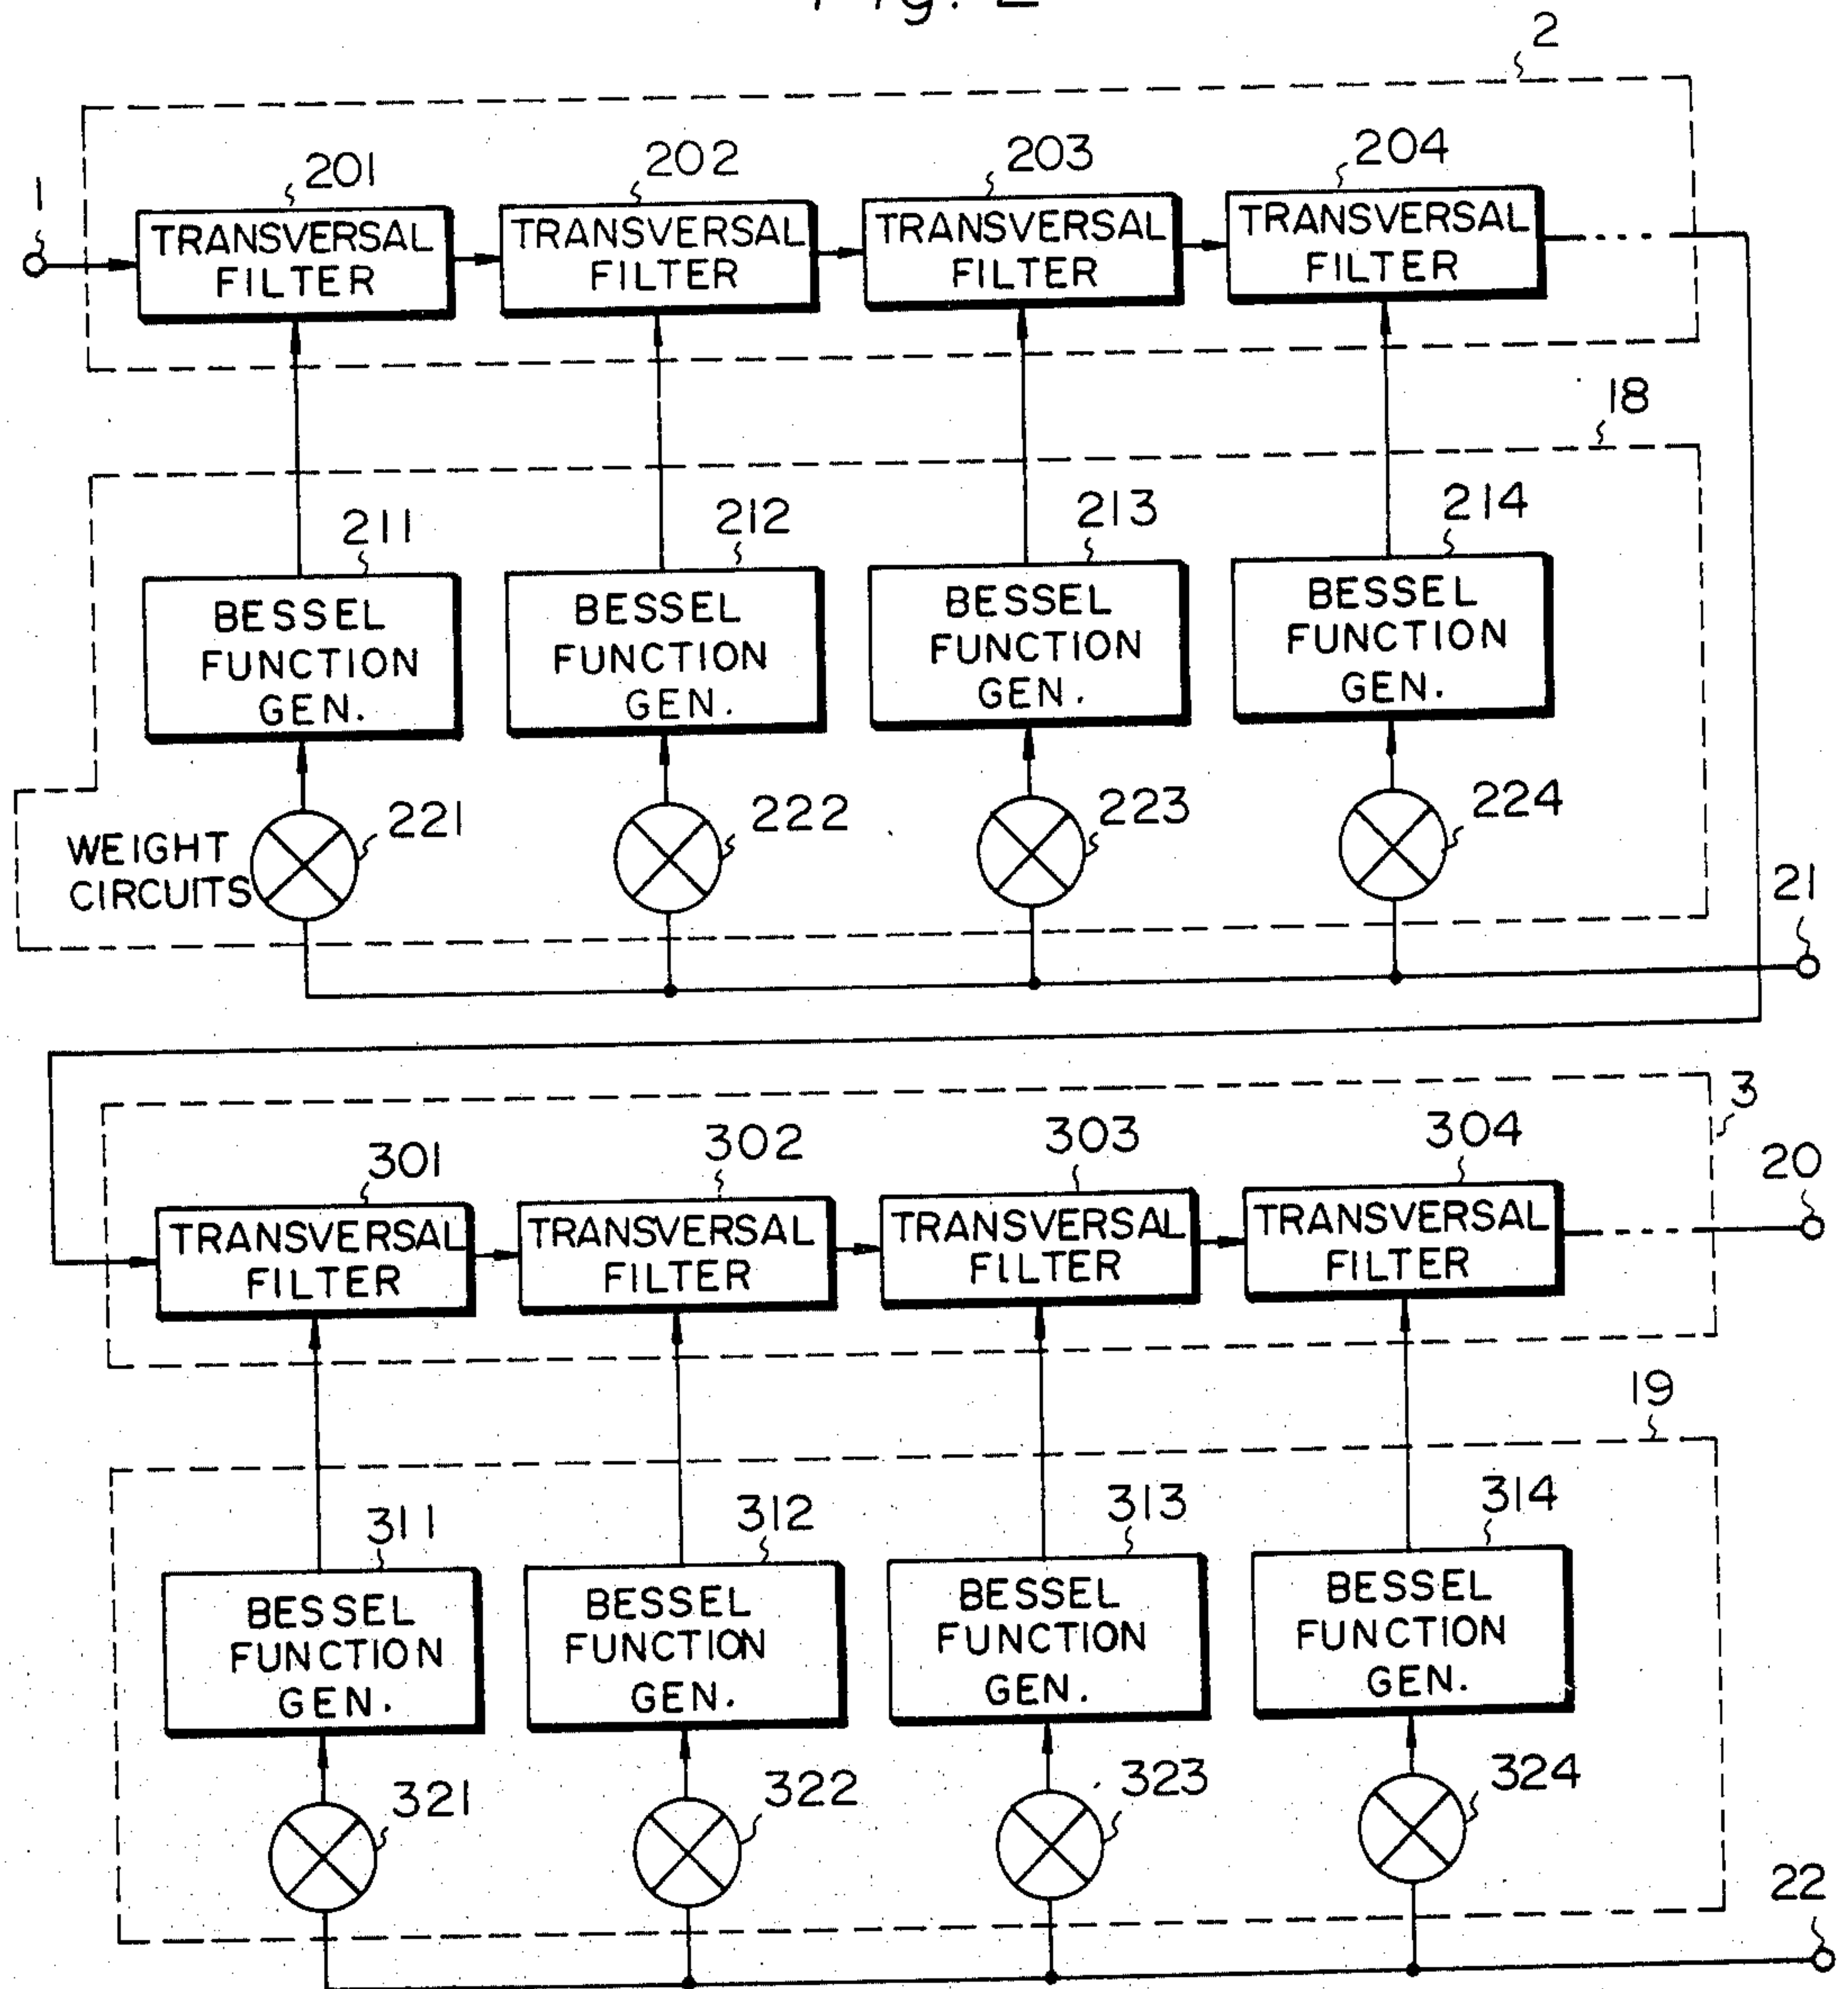 Fig. 2
2
201
202
203
204
1
TRANSVERSAL
FILTER
TRANSVERSAL
FILTER
TRANSVERSAL
FILTER
TRANSVERSAL
FILTER
18
211
212
213
214
BESSEL
FUNCTION
GEN.
BESSEL
FUNCTION
GEN.
BESSEL
FUNCTION
GEN.
BESSEL
FUNCTION
GEN.
WEIGHT
CIRCUITS
221
222
223
224
21
3
301
302
303
304
20
TRANSVERSAL
FILTER
TRANSVERSAL
FILTER
TRANSVERSAL
FILTER
TRANSVERSAL
FILTER
19
311
312
313
314
BESSEL
FUNCTION
GEN.
BESSEL
FUNCTION
GEN.
BESSEL
FUNCTION
GEN.
BESSEL
FUNCTION
GEN.
321
322
323
324
22